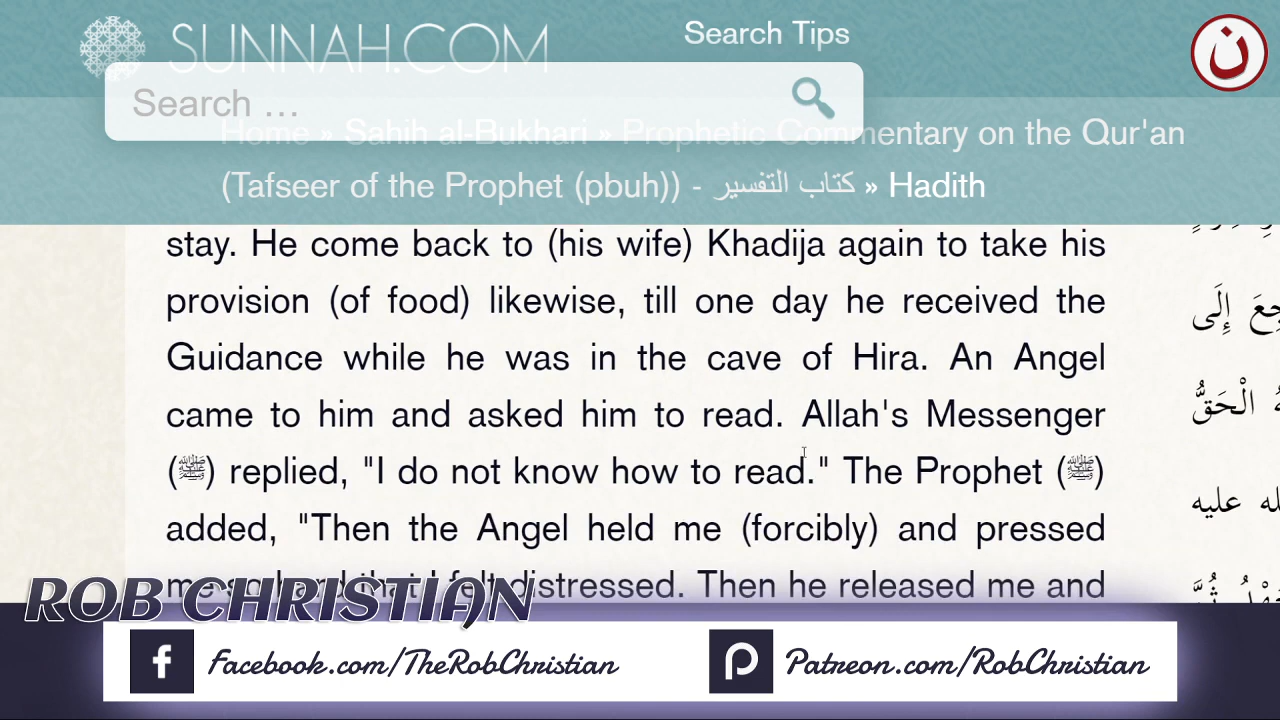 SUNNAH.COM
Search Tips
ن
Search ...
Home » Sahih al-Bukhari » Prophetic Commentary on the Qur'an
(Tafseer of the Prophet (pbuh)) - كتاب التفسير » Hadith
stay. He come back to (his wife) Khadija again to take his
provision (of food) likewise, till one day he received the
Guidance while he was in the cave of Hira. An Angel
came to him and asked him to read. Allah's Messenger
(ﷺ) replied, "I do not know how to read." The Prophet (ﷺ)
added, "Then the Angel held me (forcibly) and pressed
distressed. Then he released me and
إِلَى
الْحَقُّ
عليه
ROB CHRISTIAN
Facebook.com/TheRobChristian
Patreon.com/RobChristian